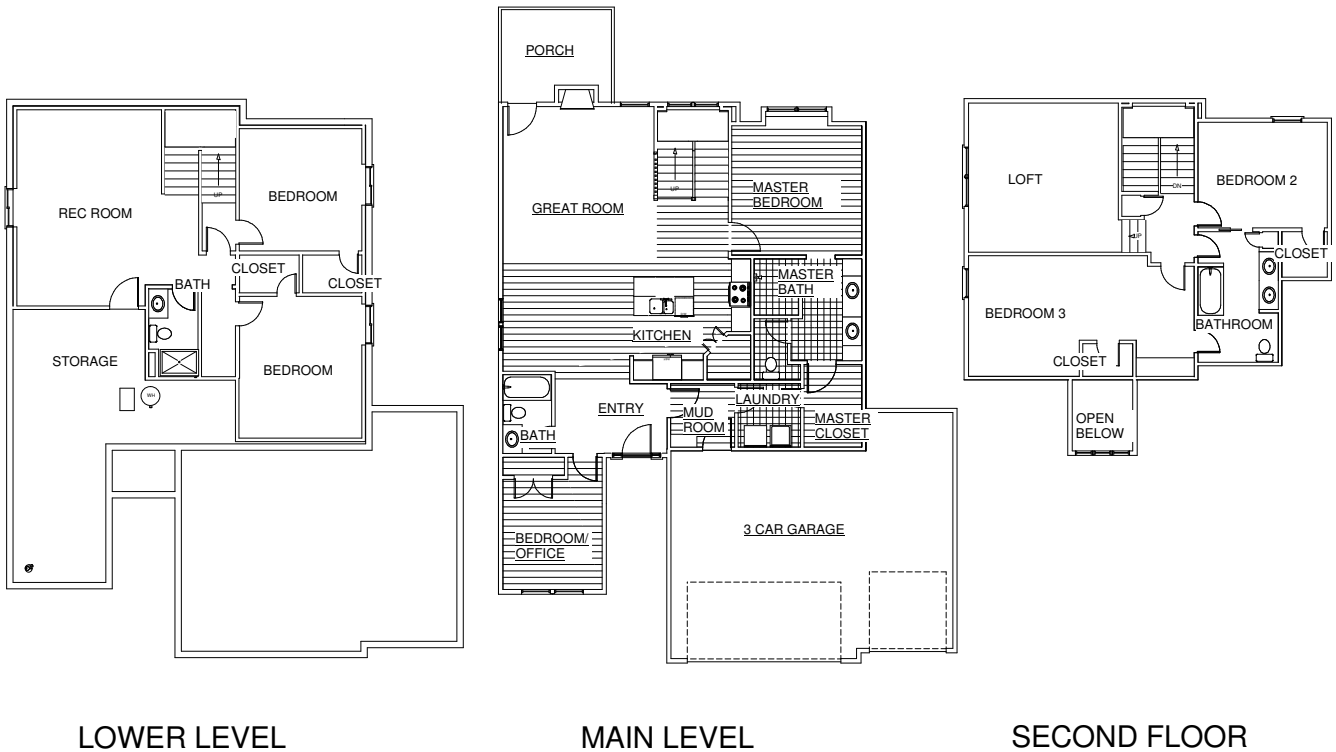 REC ROOM
UP
BEDROOM
CLOSET
CLOSET
BATH
STORAGE
WH
BEDROOM
LOWER LEVEL
PORCH
GREAT ROOM
UP
MASTER
BEDROOM
MASTER
BATH
KITCHEN
ENTRY
MUD
ROOM
LAUNDRY
MASTER
CLOSET
BATH
BEDROOM/
OFFICE
3 CAR GARAGE
MAIN LEVEL
LOFT
DN
BEDROOM 2
UP
CLOSET
BEDROOM 3
BATHROOM
CLOSET
OPEN
BELOW
SECOND FLOOR